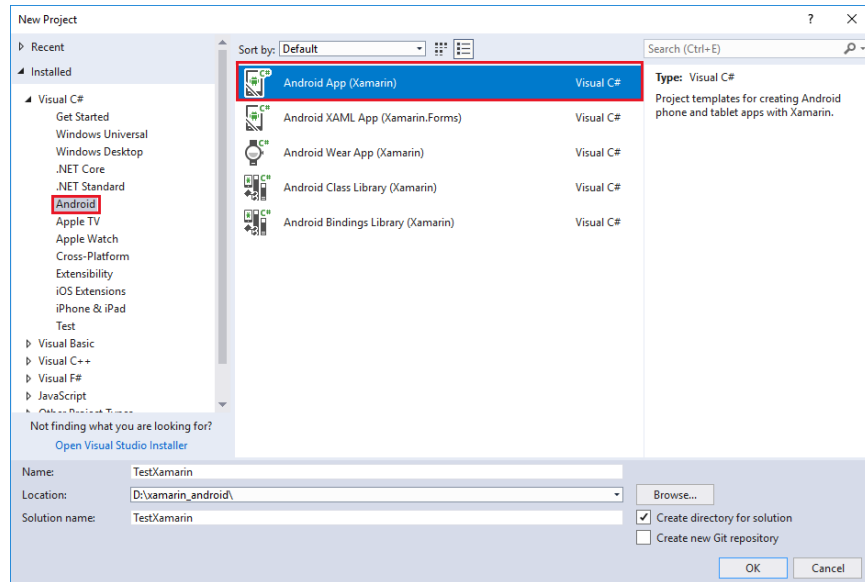 New Project
? ×
Recent
Sort by: Default
Search (Ctrl+E)
Installed
Visual C#
Get Started
Windows Universal
Windows Desktop
.NET Core
.NET Standard
Android
Apple TV
Apple Watch
Cross-Platform
Extensibility
iOS Extensions
iPhone & iPad
Test
Visual Basic
Visual C++
Visual F#
JavaScript
Other Project Types
Not finding what you are looking for?
Open Visual Studio Installer
C# Android App (Xamarin) Visual C#
C# Android XAML App (Xamarin.Forms) Visual C#
C# Android Wear App (Xamarin) Visual C#
C# Android Class Library (Xamarin) Visual C#
C# Android Bindings Library (Xamarin) Visual C#
Type: Visual C#
Project templates for creating Android
phone and tablet apps with Xamarin.
Name: TestXamarin
Location: D:\xamarin_android\ Browse...
Solution name: TestXamarin
Create directory for solution
Create new Git repository
OK Cancel